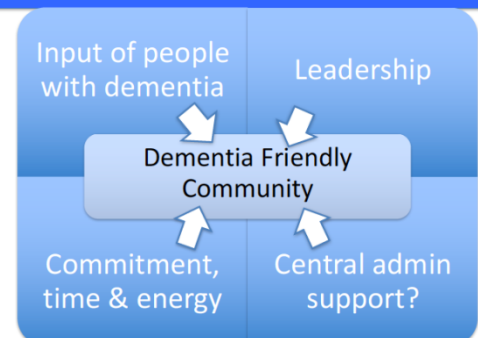 Input of people
with dementia
Leadership
Dementia Friendly
Community
Commitment,
time & energy
Central admin
support?